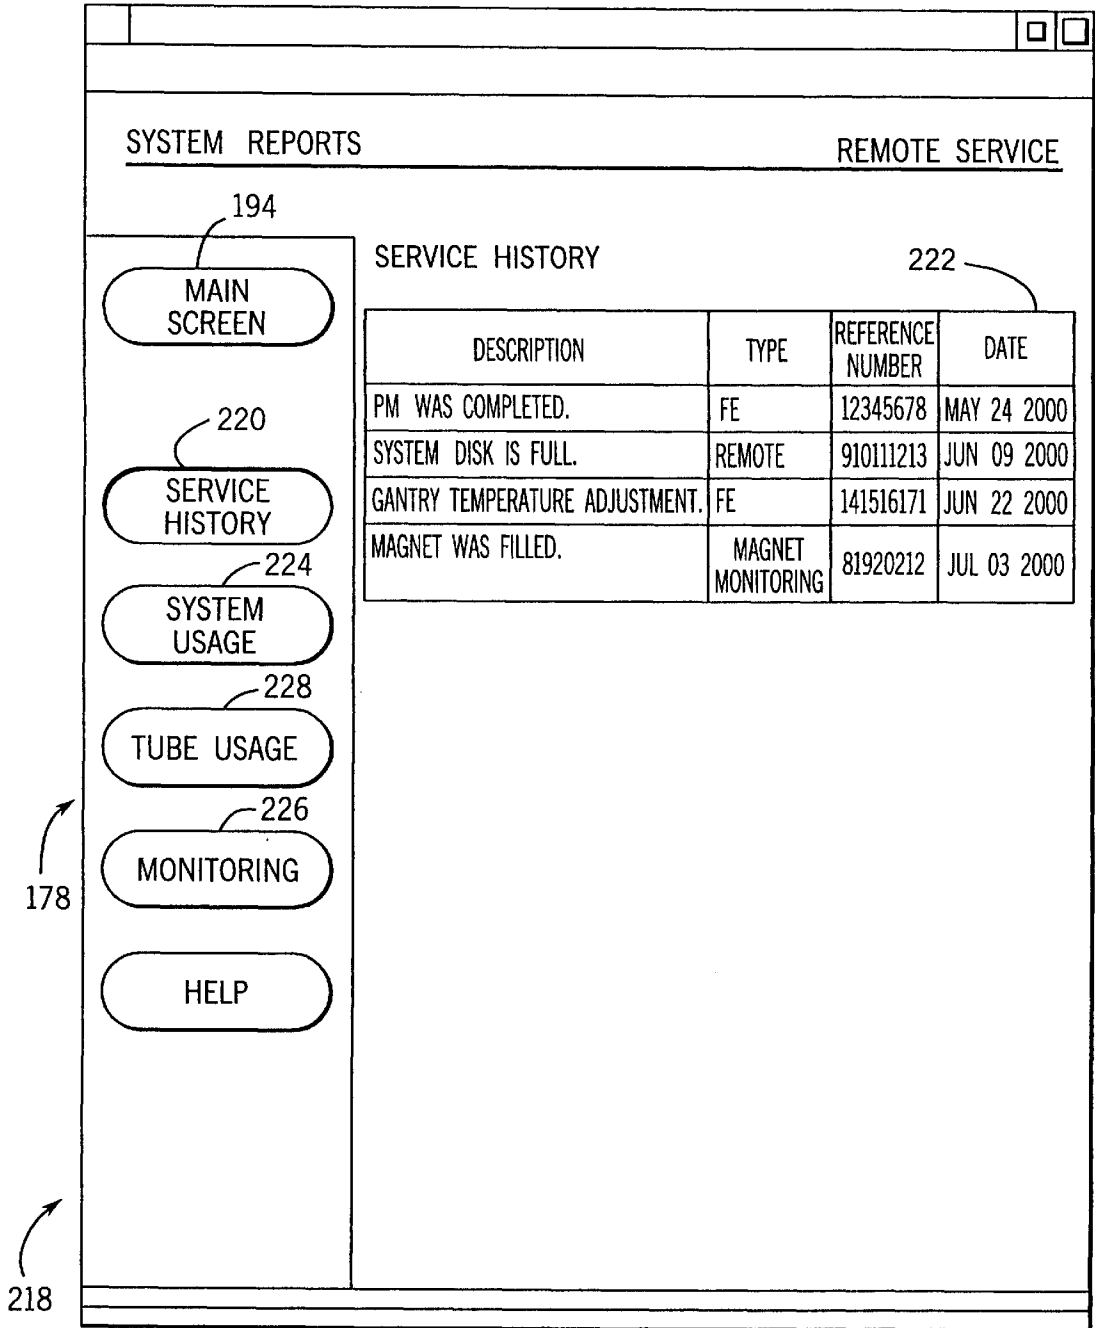 SYSTEM REPORTS
REMOTE SERVICE
194
MAIN
SCREEN
220
SERVICE
HISTORY
224
SYSTEM
USAGE
228
TUBE USAGE
226
MONITORING
178
HELP
218
SERVICE HISTORY
222
DESCRIPTION TYPE REFERENCE NUMBER DATE
PM WAS COMPLETED. FE 12345678 MAY 24 2000
SYSTEM DISK IS FULL. REMOTE 910111213 JUN 09 2000
GANTRY TEMPERATURE ADJUSTMENT. FE 141516171 JUN 22 2000
MAGNET WAS FILLED. MAGNET MONITORING 81920212 JUL 03 2000